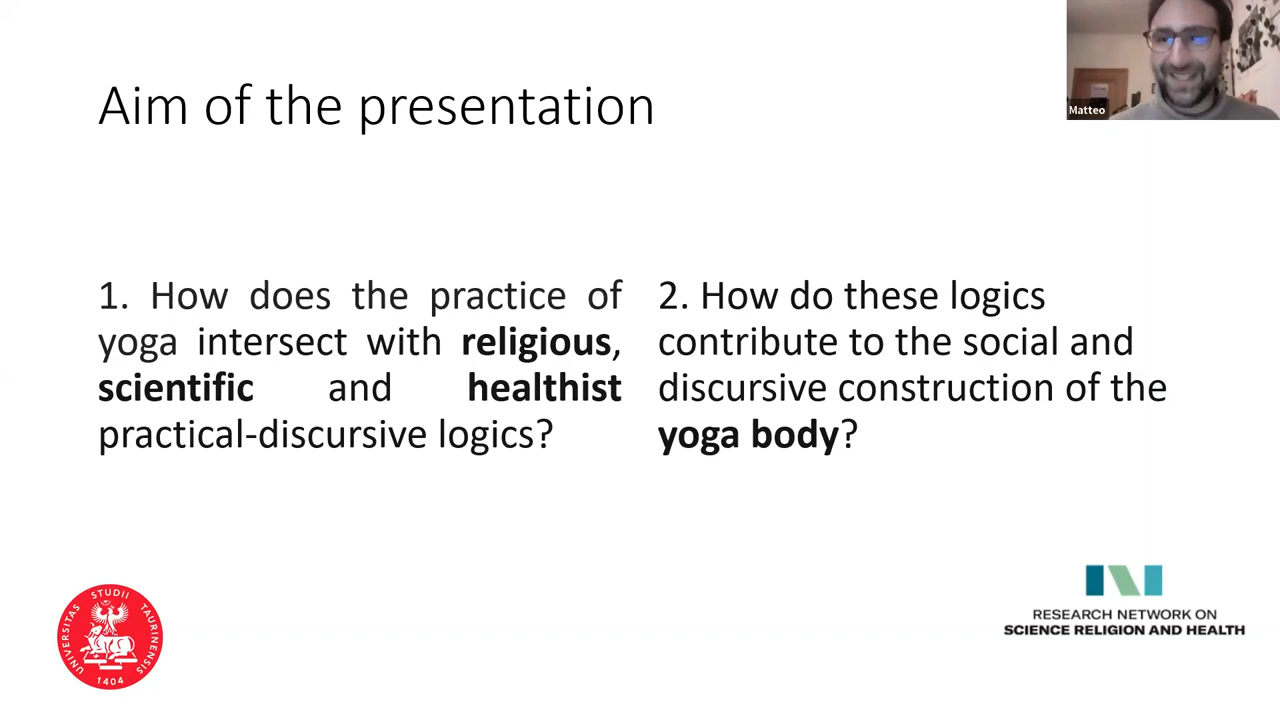 Aim of the presentation
Matteo
1. How does the practice of
yoga intersect with religious,
scientific and healthist
practical-discursive logics?
2. How do these logics
contribute to the social and
discursive construction of the
yoga body?
UNIVERSITAS STUDII TAURINENSIS
1404
RESEARCH NETWORK ON
SCIENCE RELIGION AND HEALTH